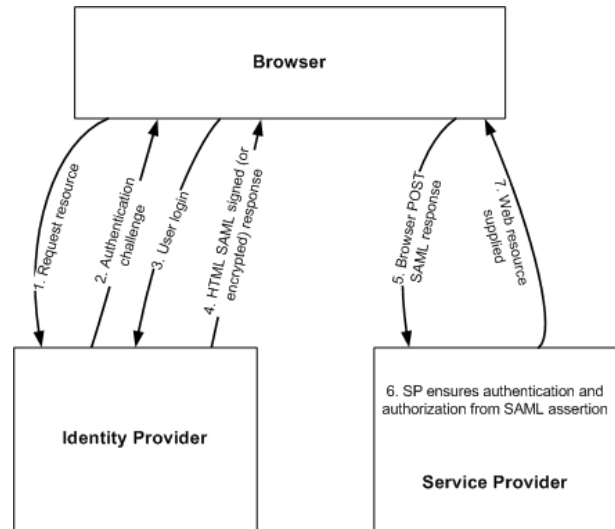 Browser
1. Request resource
2. Authentication
challenge
3. User login
4. HTML SAML signed (or
encrypted) response
5. Browser POST
SAML response
7. Web resource
supplied
6. SP ensures authentication and
authorization from SAML assertion
Identity Provider
Service Provider